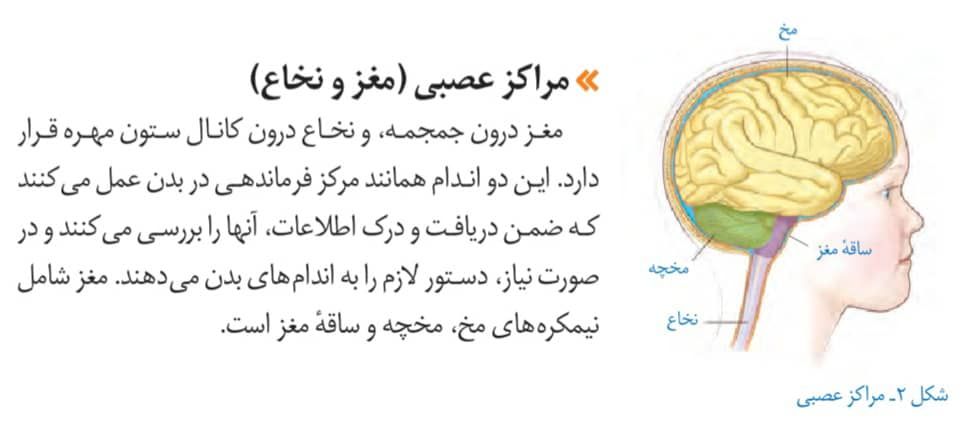 مراکز عصبی (مغز و نخاع)
مغز درون جمجمه، و نخاع درون کانال ستون مهره قرار
دارد. این دو اندام همانند مرکز فرماندهی در بدن عمل می‌کنند
که ضمن دریافت و درک اطلاعات، آنها را بررسی می‌کنند و در
صورت نیاز، دستور لازم را به اندام‌های بدن می‌دهند. مغز شامل
نیمکره‌های مخ، مخچه و ساقهٔ مغز است.
مخ
ساقهٔ مغز
مخچه
نخاع
شکل ۲ـ مراکز عصبی